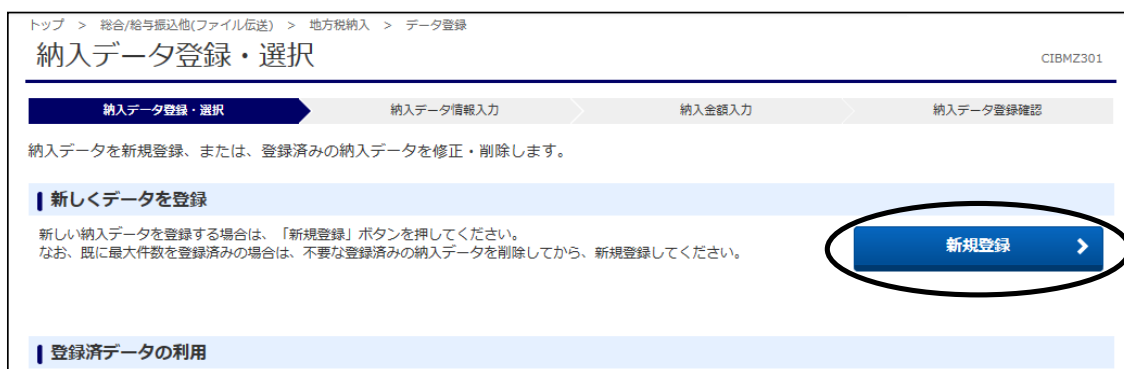 トップ > 総合/給与振込他(ファイル伝送) > 地方税納入 > データ登録
納入データ登録・選択
CIBMZ301
納入データ登録・選択 納入データ情報入力 納入金額入力 納入データ登録確認
納入データを新規登録、または、登録済みの納入データを修正・削除します。
新しくデータを登録
新しい納入データを登録する場合は、「新規登録」ボタンを押してください。
なお、既に最大件数を登録済みの場合は、不要な登録済みの納入データを削除してから、新規登録してください。
新規登録
登録済データの利用